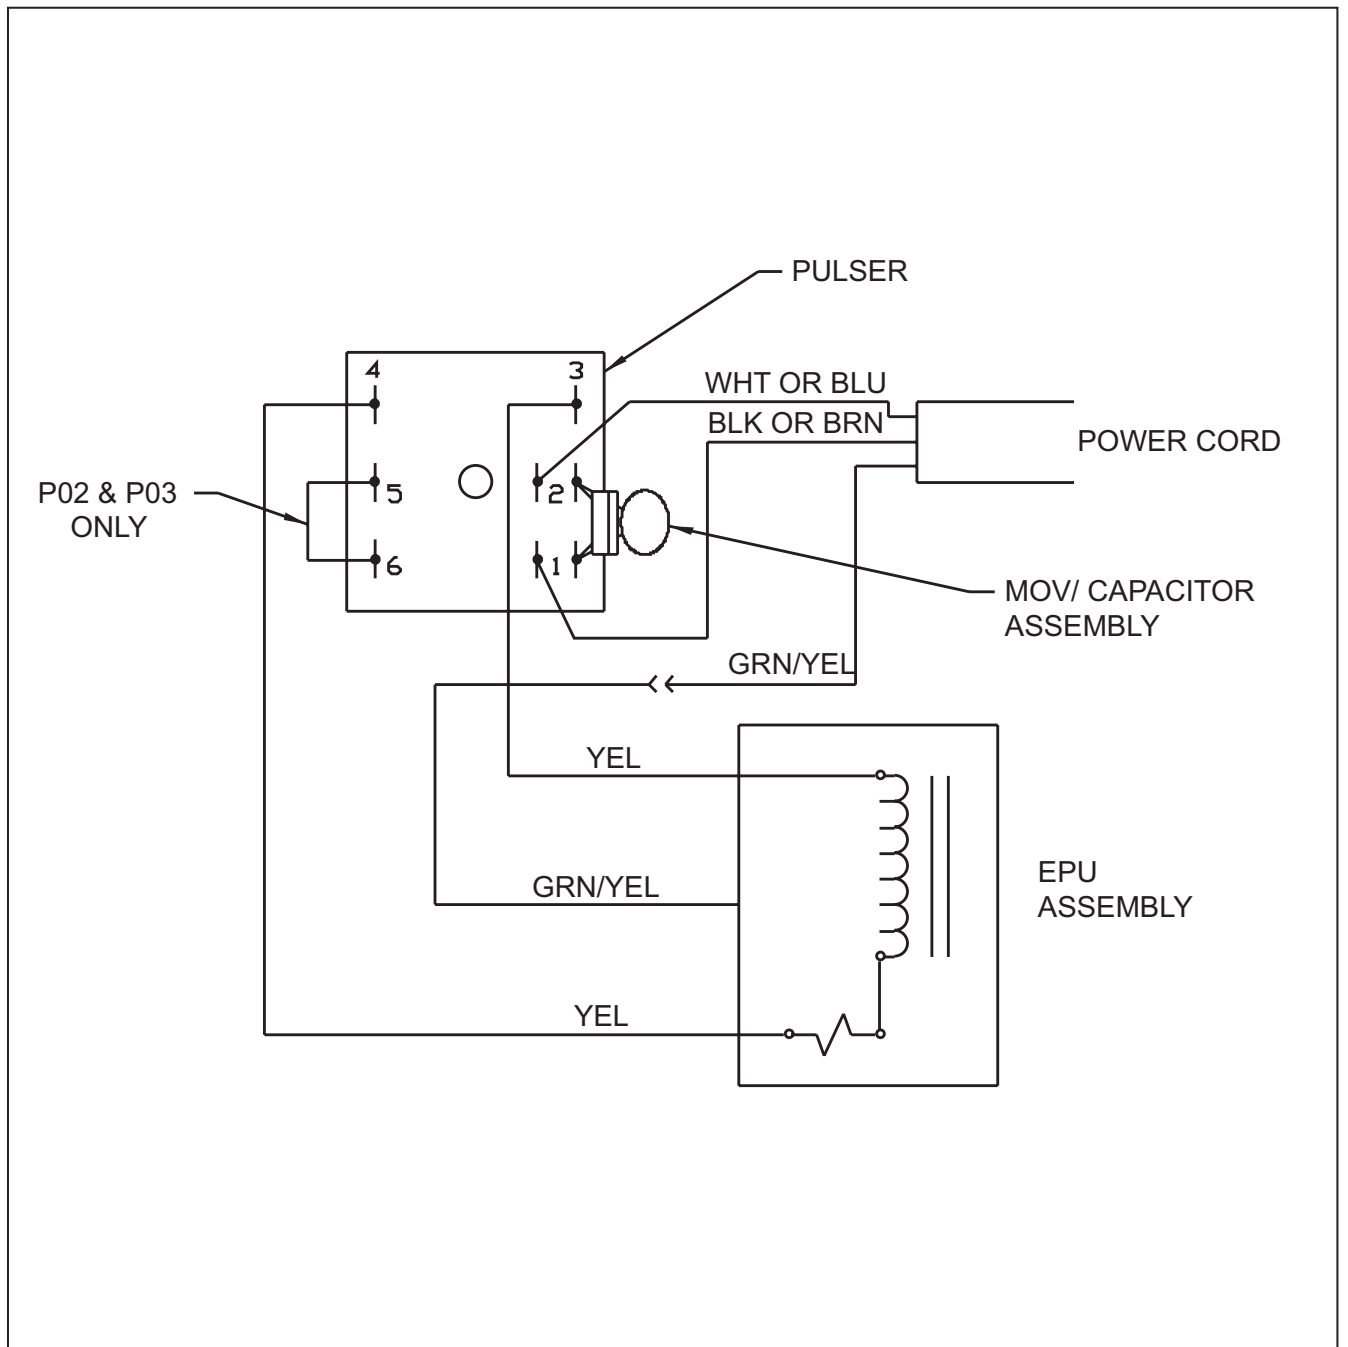 PULSER
4
3
WHT OR BLU
BLK OR BRN
POWER CORD
P02 & P03
ONLY
5
2
6
1
MOV/ CAPACITOR
ASSEMBLY
GRN/YEL
YEL
GRN/YEL
EPU
ASSEMBLY
YEL